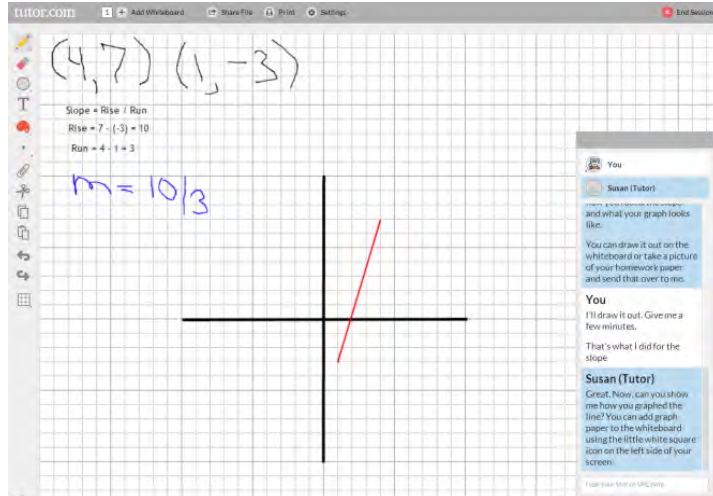 tutor.com
1 + Add Whiteboard
Share File
Print
Settings
End Session
(4,7) (1,-3)
T
Slope = Rise / Run
Rise = 7 - (-3) = 10
Run = 4 - 1 = 3
m = 10/3
You
Susan (Tutor)
and what your graph looks
like.
You can draw it out on the
whiteboard or take a picture
of your homework paper
and send that over to me.
You
I'll draw it out. Give me a
few minutes.
That's what I did for the
slope
Susan (Tutor)
Great. Now, can you show
me how you graphed the
line? You can add graph
paper to the whiteboard
using the little white square
icon on the left side of your
screen.